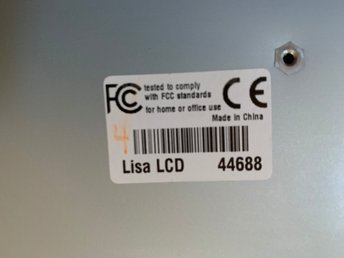 FC tested to comply
with FCC standards
for home or office use CE
Made in China
4
Lisa LCD 44688